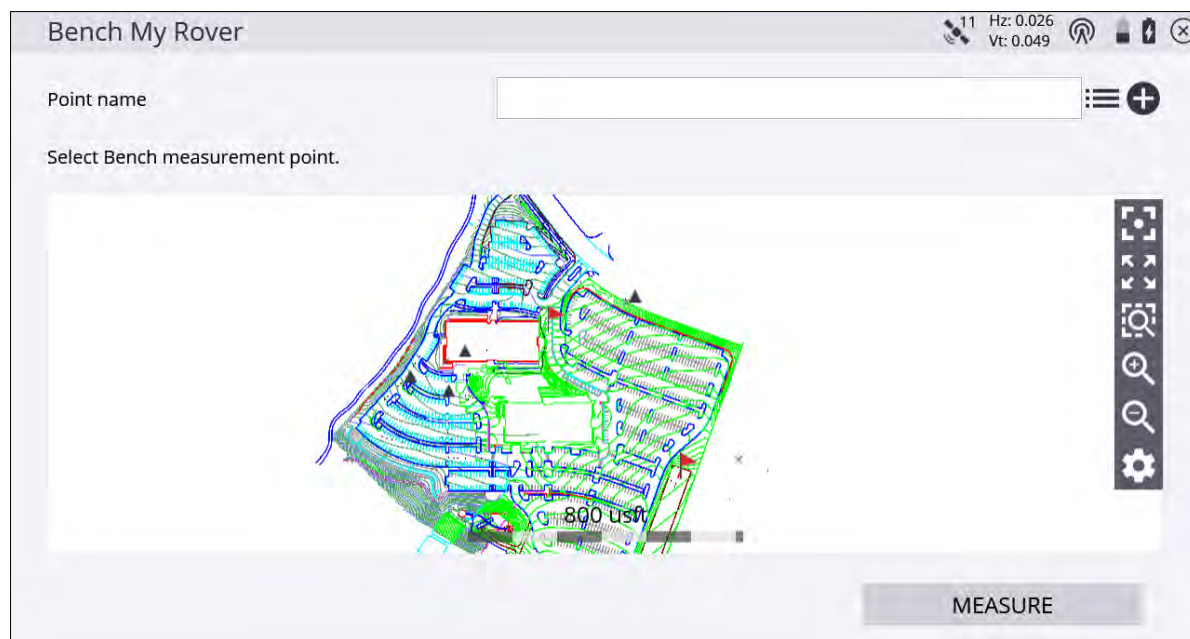 Bench My Rover
11
Hz: 0.026
Vt: 0.049
Point name
Select Bench measurement point.
800 usft
MEASURE